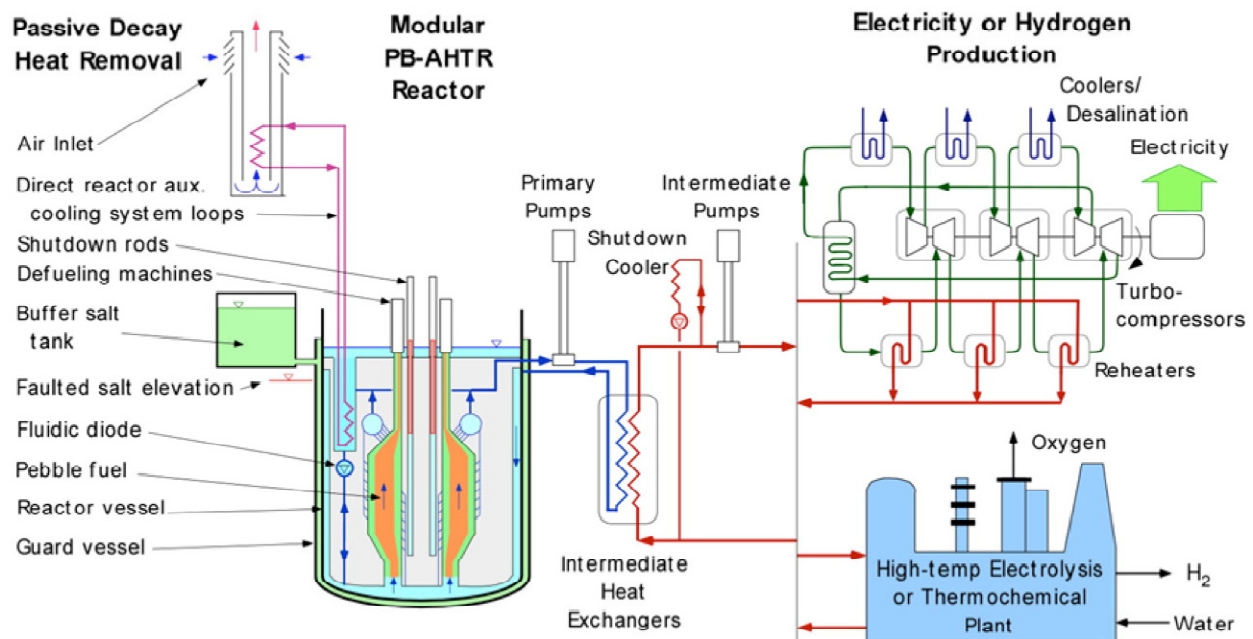 Passive Decay
Heat Removal
Modular
PB-AHTR
Reactor
Electricity or Hydrogen
Production
Coolers/
Desalination
Electricity
Air Inlet
Direct reactor aux.
cooling system loops
Shutdown rods
Defueling machines
Buffer salt
tank
Faulted salt elevation
Fluidic diode
Pebble fuel
Reactor vessel
Guard vessel
Primary
Pumps
Intermediate
Pumps
Shutdown
Cooler
Turbo-
compressors
Reheaters
Intermediate
Heat
Exchangers
Oxygen
High-temp Electrolysis
or Thermochemical
Plant
H2
Water